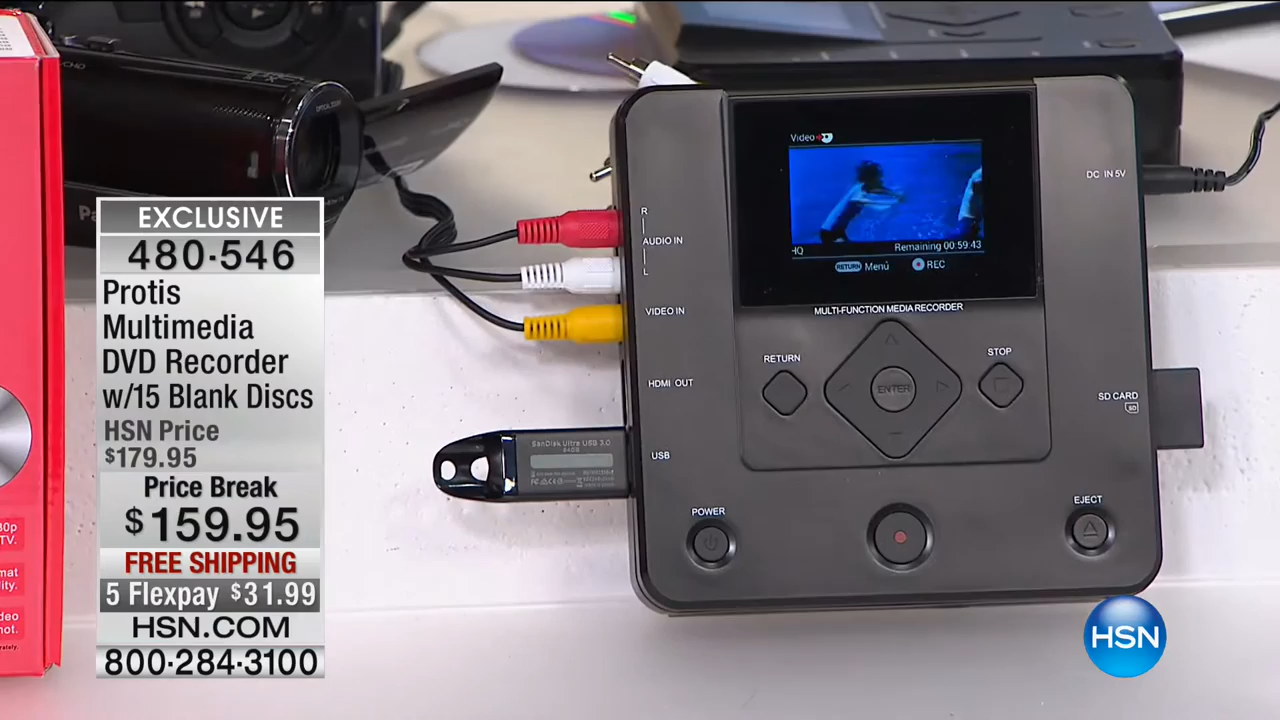 EXCLUSIVE
480·546
Protis
Multimedia
DVD Recorder
w/15 Blank Discs
HSN Price
$179.95
Price Break
$159.95
FREE SHIPPING
5 Flexpay $31.99
HSN.COM
800·284·3100
Video
Remaining 00:59:43
RETURN Menu
REC
MULTI-FUNCTION MEDIA RECORDER
R
AUDIO IN
L
VIDEO IN
HDMI OUT
USB
DC IN 5V
SD CARD
SD
RETURN
STOP
ENTER
POWER
EJECT
SanDisk Ultra USB 3.0
64GB
TV.
HSN